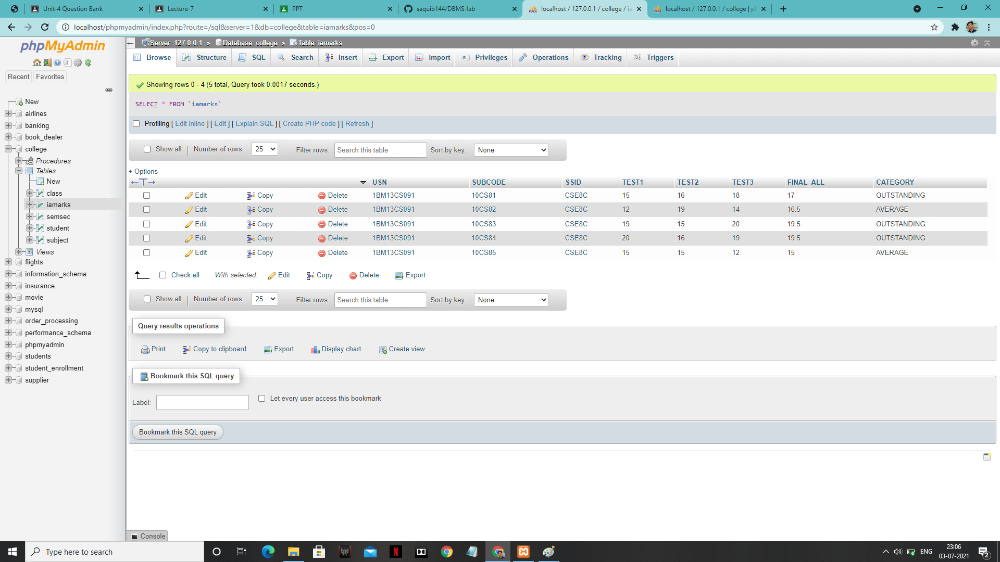 Unit-4 Question Bank
Lecture-7
PPT
saquib144/DBMS-lab
localhost / 127.0.0.1 / college / ia
localhost / 127.0.0.1 / college | p
localhost/phpmyadmin/index.php?route=/sql&server=1&db=college&table=iamarks&pos=0
phpMyAdmin
Recent
Favorites
New
airlines
banking
book_dealer
college
Procedures
Tables
New
class
iamarks
semsec
student
subject
Views
flights
information_schema
insurance
movie
mysql
order_processing
performance_schema
phpmyadmin
students
student_enrollment
supplier
Server: 127.0.0.1 » Database: college » Table: iamarks
Browse Structure SQL Search Insert Export Import Privileges Operations Tracking Triggers
Showing rows 0 - 4 (5 total, Query took 0.0017 seconds.)
SELECT * FROM `iamarks`
Profiling [ Edit inline ] [ Edit ] [ Explain SQL ] [ Create PHP code ] [ Refresh ]
Show all | Number of rows: 25 Filter rows: Search this table Sort by key: None
+ Options
USN SUBCODE SSID TEST1 TEST2 TEST3 FINAL_ALL CATEGORY
Edit Copy Delete 1BM13CS091 10CS81 CSE8C 15 16 18 17 OUTSTANDING
Edit Copy Delete 1BM13CS091 10CS82 CSE8C 12 19 14 16.5 AVERAGE
Edit Copy Delete 1BM13CS091 10CS83 CSE8C 19 15 20 19.5 OUTSTANDING
Edit Copy Delete 1BM13CS091 10CS84 CSE8C 20 16 19 19.5 OUTSTANDING
Edit Copy Delete 1BM13CS091 10CS85 CSE8C 15 15 12 15 AVERAGE
Check all With selected: Edit Copy Delete Export
Show all | Number of rows: 25 Filter rows: Search this table Sort by key: None
Query results operations
Print Copy to clipboard Export Display chart Create view
Bookmark this SQL query
Label: Let every user access this bookmark
Bookmark this SQL query
Console
Type here to search
ENG
23:06
03-07-2021
2